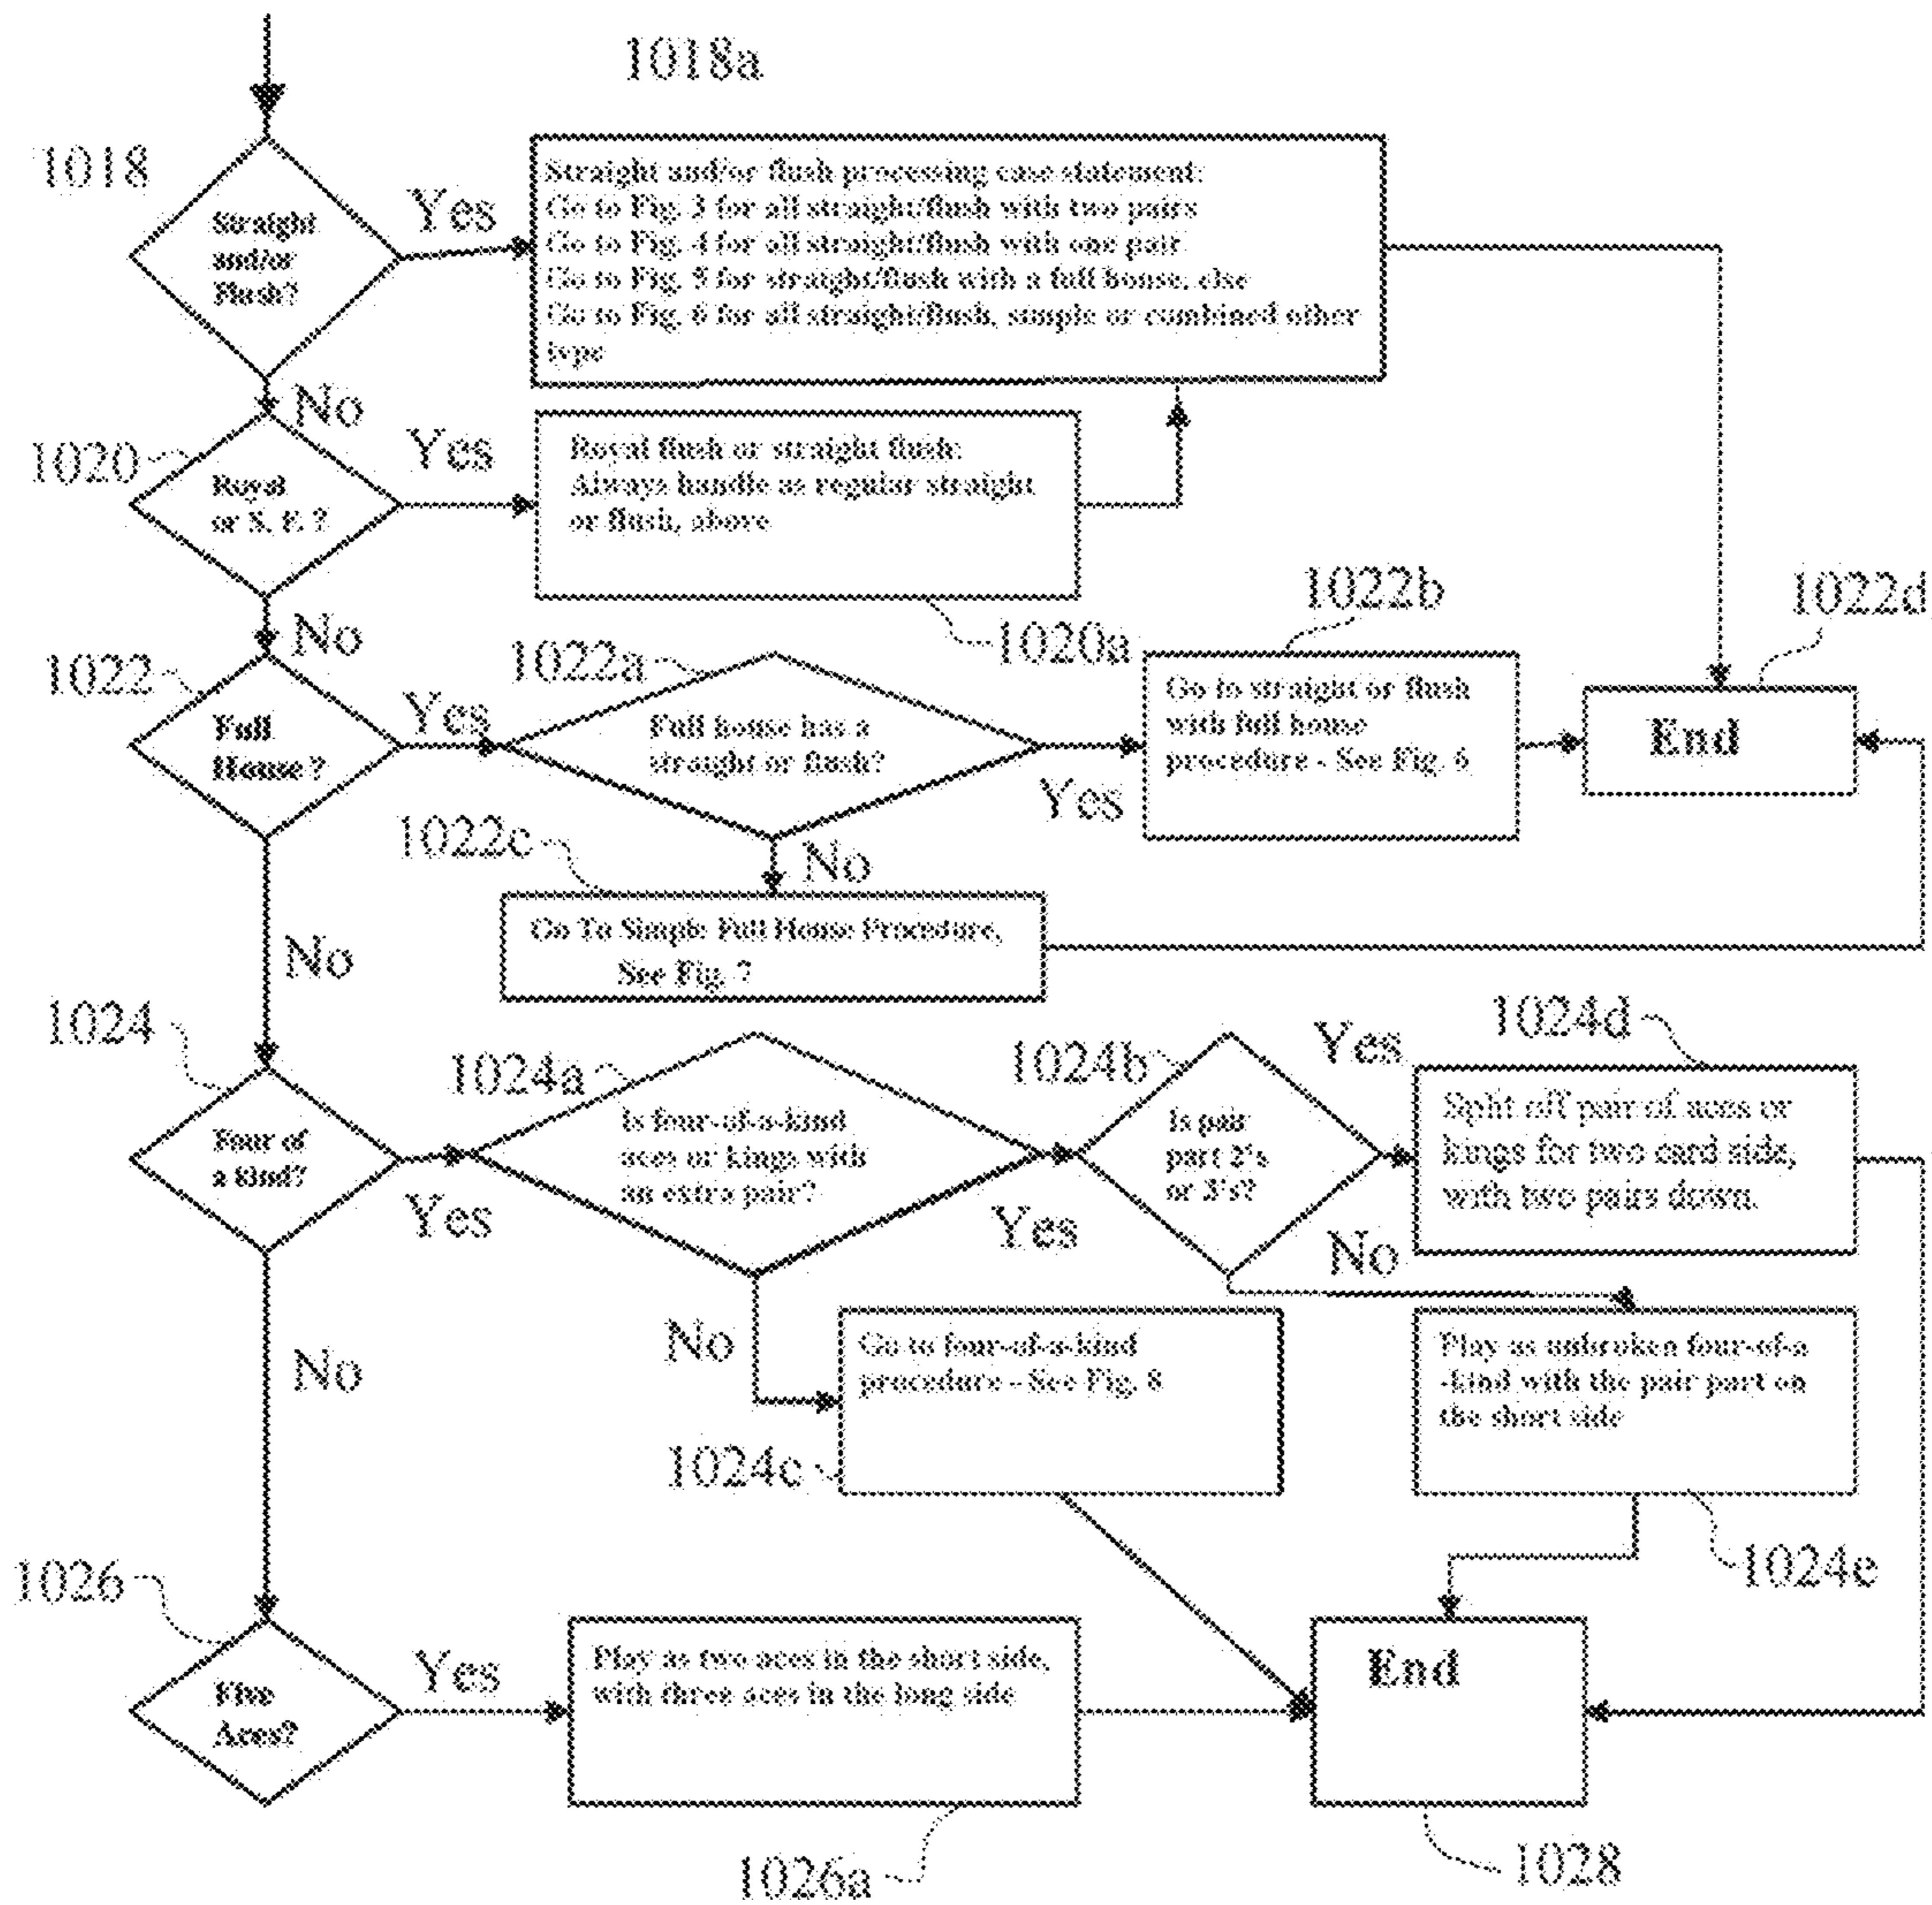 1018a
1018
Straight
and/or
Flush?
Yes
Straight and/or flush processing case statement:
Go to Fig. 3 for all straight/flush with two pairs
Go to Fig. 4 for all straight/flush with one pair
Go to Fig. 5 for straight/flush with a full house, else
Go to Fig. 6 for all straight/flush, simple or combined other
type
No
1020
Royal
or S. F. ?
Yes
Royal flush or straight flush:
Always handle as regular straight
or flush, above
1020a
No
1022
Full
House?
Yes
1022a
Full house has a
straight or flush?
Yes
1022b
Go to straight or flush
with full house
procedure - See Fig. 6
1022d
End
1022c
No
Go To Simple Full House Procedure,
See Fig. 7
No
1024
Four of
a Kind?
Yes
1024a
Is four-of-a-kind
aces or kings with
an extra pair?
Yes
1024b
Is pair
part 2's
or 3's?
Yes
1024d
Split off pair of aces or
kings for two card side,
with two pairs down.
No
No
Go to four-of-a-kind
procedure - See Fig. 8
1024c
Play as unbroken four-of-a
-kind with the pair part on
the short side
1024e
No
1026
Five
Aces?
Yes
Play as two aces in the short side,
with three aces in the long side
1026a
End
1028